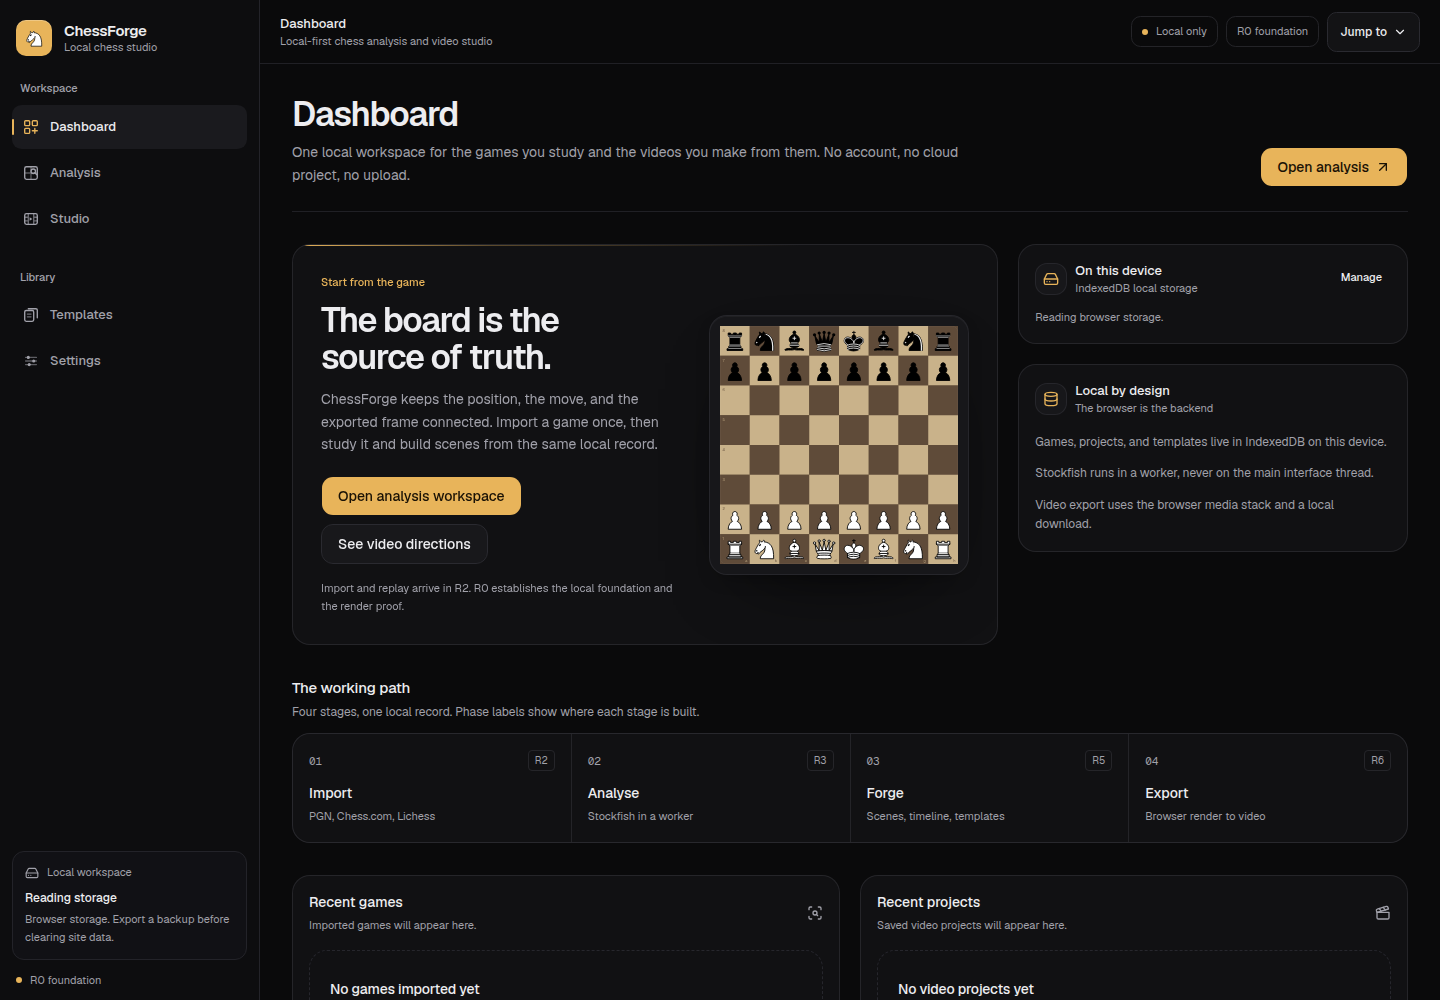 ChessForge
Local chess studio
Workspace
Dashboard
Analysis
Studio
Library
Templates
Settings
Local workspace
Reading storage
Browser storage. Export a backup before
clearing site data.
R0 foundation
Dashboard
Local-first chess analysis and video studio
Local only
R0 foundation
Jump to
Dashboard
One local workspace for the games you study and the videos you make from them. No account, no cloud
project, no upload.
Open analysis
Start from the game
The board is the
source of truth.
ChessForge keeps the position, the move, and the
exported frame connected. Import a game once, then
study it and build scenes from the same local record.
Open analysis workspace
See video directions
Import and replay arrive in R2. R0 establishes the local foundation and
the render proof.
On this device
IndexedDB local storage
Manage
Reading browser storage.
Local by design
The browser is the backend
Games, projects, and templates live in IndexedDB on this device.
Stockfish runs in a worker, never on the main interface thread.
Video export uses the browser media stack and a local
download.
The working path
Four stages, one local record. Phase labels show where each stage is built.
01
R2
Import
PGN, Chess.com, Lichess
02
R3
Analyse
Stockfish in a worker
03
R5
Forge
Scenes, timeline, templates
04
R6
Export
Browser render to video
Recent games
Imported games will appear here.
No games imported yet
Recent projects
Saved video projects will appear here.
No video projects yet